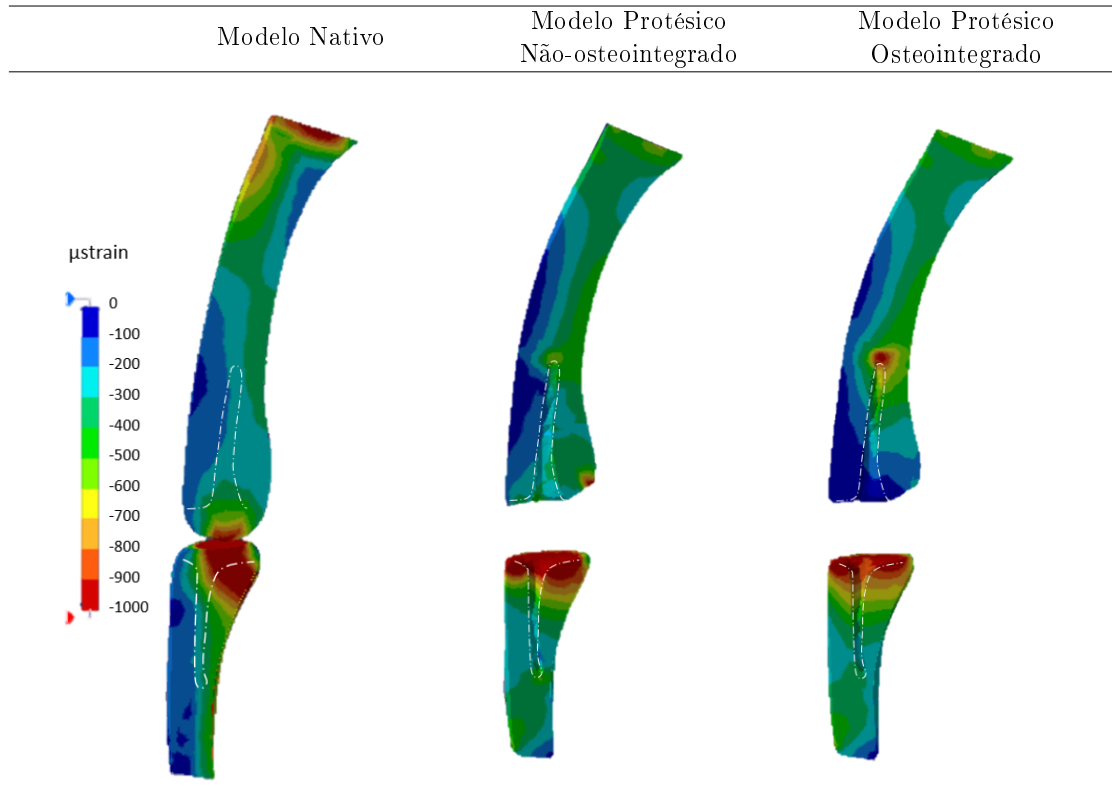 Modelo Nativo
Modelo Protésico
Não-osteointegrado
Modelo Protésico
Osteointegrado
μstrain
0
-100
-200
-300
-400
-500
-600
-700
-800
-900
-1000